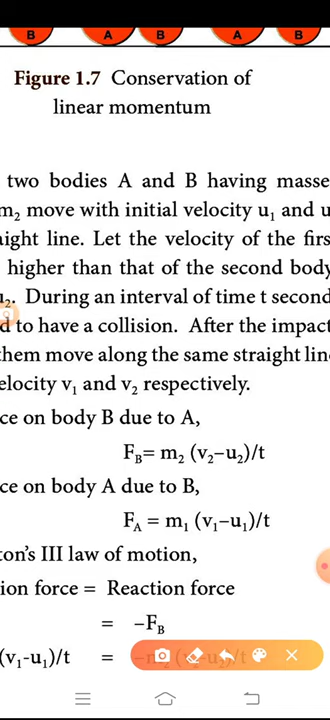 B A B A B
Figure 1.7 Conservation of
linear momentum
two bodies A and B having masse
m₂ move with initial velocity u₁ and u
aight line. Let the velocity of the firs
higher than that of the second body
u₂. During an interval of time t second
d to have a collision. After the impact
them move along the same straight lin
elocity v₁ and v₂ respectively.
ce on body B due to A,
F_B= m₂ (v₂–u₂)/t
ce on body A due to B,
F_A = m₁ (v₁–u₁)/t
ton's III law of motion,
ion force = Reaction force
= –F_B
(v₁-u₁)/t =